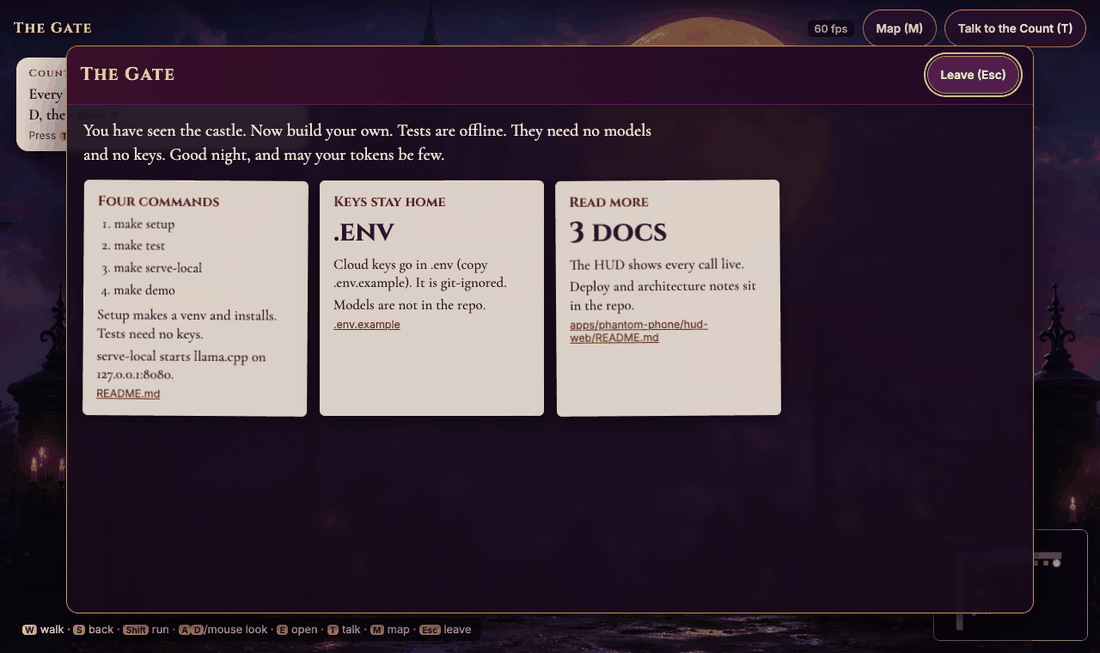 The Gate
60 fps
Map (M)
Talk to the Count (T)
Count
Every
D, the
Press T
The Gate
Leave (Esc)
You have seen the castle. Now build your own. Tests are offline. They need no models
and no keys. Good night, and may your tokens be few.
Four commands
1. make setup
2. make test
3. make serve-local
4. make demo
Setup makes a venv and installs.
Tests need no keys.
serve-local starts llama.cpp on
127.0.0.1:8080.
README.md
Keys stay home
.ENV
Cloud keys go in .env (copy
.env.example). It is git-ignored.
Models are not in the repo.
.env.example
Read more
3 docs
The HUD shows every call live.
Deploy and architecture notes sit
in the repo.
apps/phantom-phone/hud-
web/README.md
W walk · S back · Shift run · A/D/mouse look · E open · T talk · M map · Esc leave